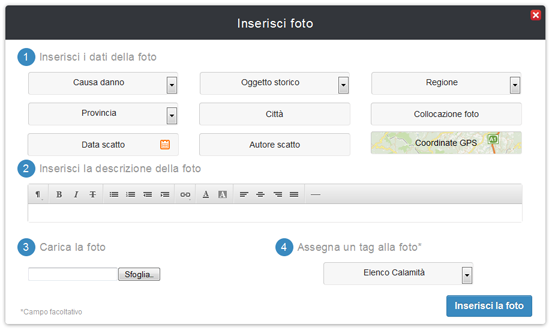 Inserisci foto
1 Inserisci i dati della foto
Causa danno
Oggetto storico
Regione
Provincia
Città
Collocazione foto
Data scatto
Autore scatto
Coordinate GPS
2 Inserisci la descrizione della foto
¶ B I T A A
3 Carica la foto
4 Assegna un tag alla foto*
Sfoglia..
Elenco Calamità
*Campo facoltativo
Inserisci la foto